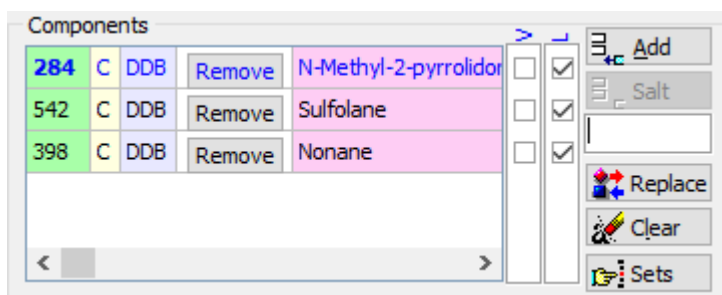 Components
V L
284 C DDB Remove N-Methyl-2-pyrrolidon
542 C DDB Remove Sulfolane
398 C DDB Remove Nonane
Add
Salt
Replace
Clear
Sets